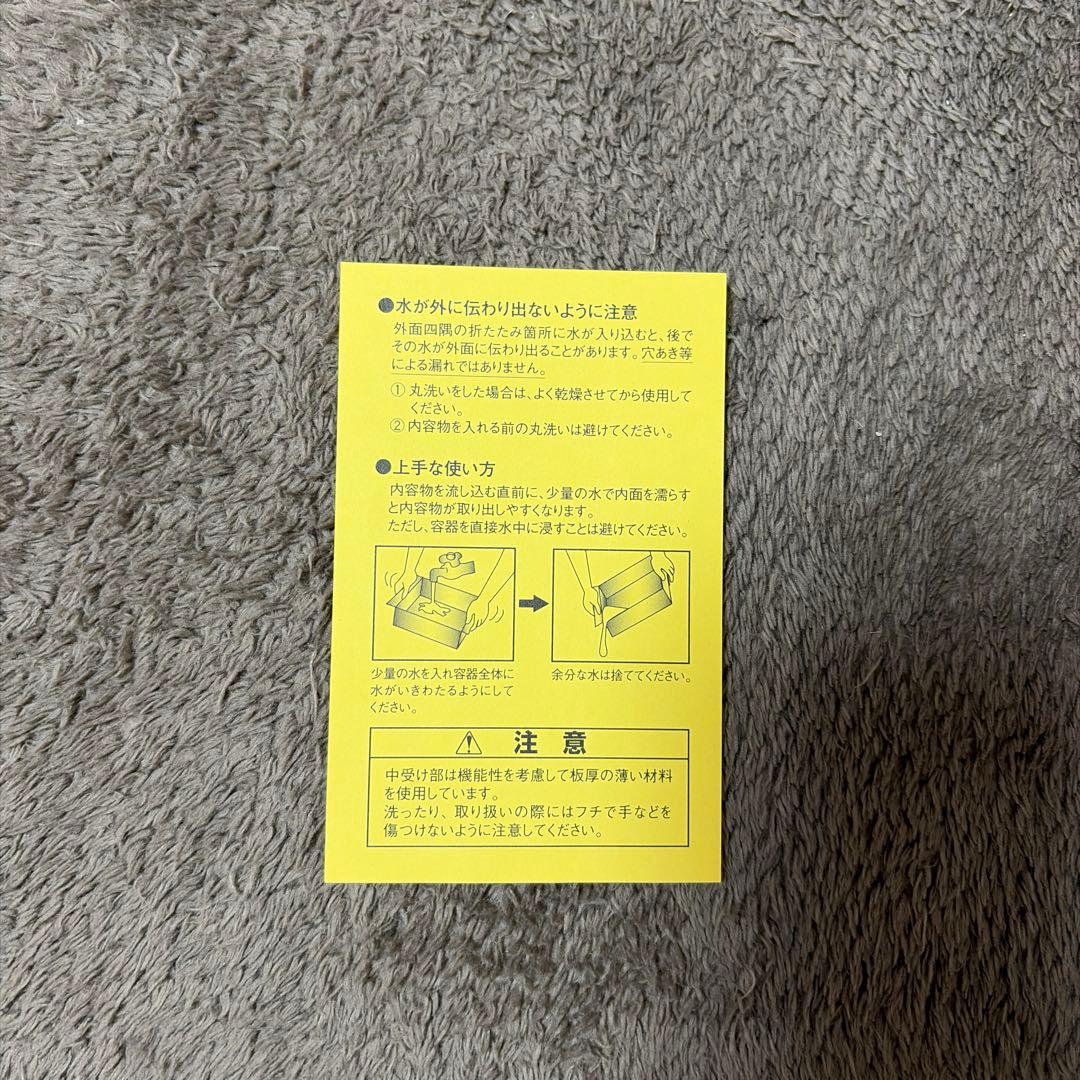 ●水が外に伝わり出ないように注意
外面四隅の折たたみ箇所に水が入り込むと、後で
その水が外面に伝わり出ることがあります。穴あき等
による漏れではありません。
① 丸洗いをした場合は、よく乾燥させてから使用して
ください。
② 内容物を入れる前の丸洗いは避けてください。
●上手な使い方
内容物を流し込む直前に、少量の水で内面を濡らす
と内容物が取り出しやすくなります。
ただし、容器を直接水中に浸すことは避けてください。
少量の水を入れ容器全体に
水がいきわたるようにして
ください。
余分な水は捨ててください。
注 意
中受け部は機能性を考慮して板厚の薄い材料
を使用しています。
洗ったり、取り扱いの際にはフチで手などを
傷つけないように注意してください。